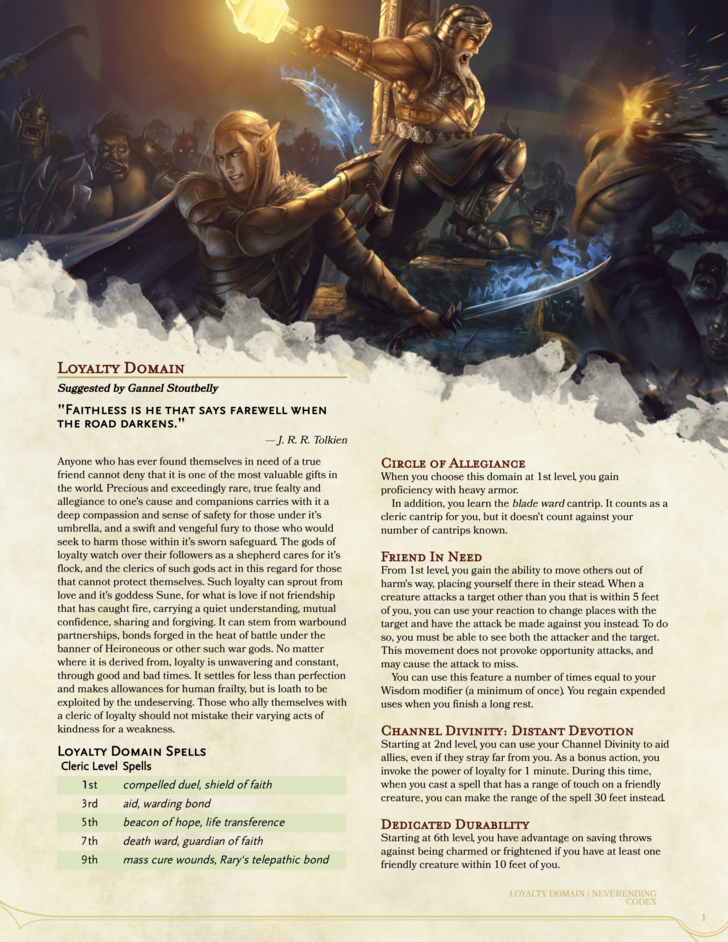 Loyalty Domain
Suggested by Gannel Stoutbelly
"Faithless is he that says farewell when
the road darkens."
— J. R. R. Tolkien
Anyone who has ever found themselves in need of a true
friend cannot deny that it is one of the most valuable gifts in
the world. Precious and exceedingly rare, true fealty and
allegiance to one's cause and companions carries with it a
deep compassion and sense of safety for those under it's
umbrella, and a swift and vengeful fury to those who would
seek to harm those within it's sworn safeguard. The gods of
loyalty watch over their followers as a shepherd cares for it's
flock, and the clerics of such gods act in this regard for those
that cannot protect themselves. Such loyalty can sprout from
love and it's goddess Sune, for what is love if not friendship
that has caught fire, carrying a quiet understanding, mutual
confidence, sharing and forgiving. It can stem from warbound
partnerships, bonds forged in the heat of battle under the
banner of Heironeous or other such war gods. No matter
where it is derived from, loyalty is unwavering and constant,
through good and bad times. It settles for less than perfection
and makes allowances for human frailty, but is loath to be
exploited by the undeserving. Those who ally themselves with
a cleric of loyalty should not mistake their varying acts of
kindness for a weakness.
Loyalty Domain Spells
Cleric Level Spells
1st compelled duel, shield of faith
3rd aid, warding bond
5th beacon of hope, life transference
7th death ward, guardian of faith
9th mass cure wounds, Rary's telepathic bond
Circle of Allegiance
When you choose this domain at 1st level, you gain
proficiency with heavy armor.
In addition, you learn the blade ward cantrip. It counts as a
cleric cantrip for you, but it doesn't count against your
number of cantrips known.
Friend In Need
From 1st level, you gain the ability to move others out of
harm's way, placing yourself there in their stead. When a
creature attacks a target other than you that is within 5 feet
of you, you can use your reaction to change places with the
target and have the attack be made against you instead. To do
so, you must be able to see both the attacker and the target.
This movement does not provoke opportunity attacks, and
may cause the attack to miss.
You can use this feature a number of times equal to your
Wisdom modifier (a minimum of once). You regain expended
uses when you finish a long rest.
Channel Divinity: Distant Devotion
Starting at 2nd level, you can use your Channel Divinity to aid
allies, even if they stray far from you. As a bonus action, you
invoke the power of loyalty for 1 minute. During this time,
when you cast a spell that has a range of touch on a friendly
creature, you can make the range of the spell 30 feet instead.
Dedicated Durability
Starting at 6th level, you have advantage on saving throws
against being charmed or frightened if you have at least one
friendly creature within 10 feet of you.
LOYALTY DOMAIN | NEVERENDING
CODEX
1